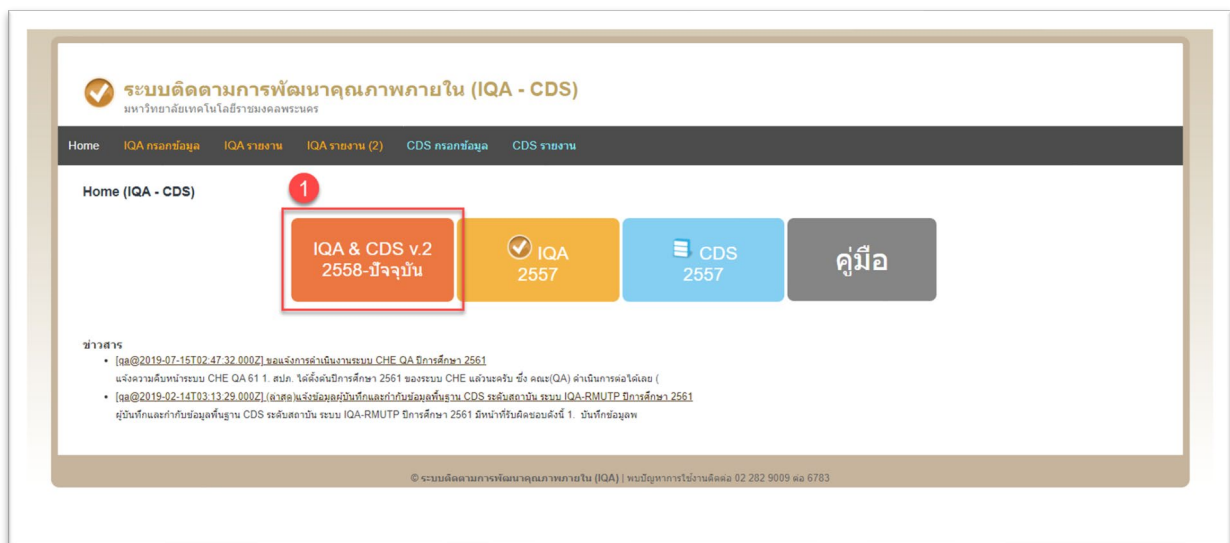 ระบบติดตามการพัฒนาคุณภาพภายใน (IQA - CDS)
มหาวิทยาลัยเทคโนโลยีราชมงคลพระนคร
Home IQA กรอกข้อมูล IQA รายงาน IQA รายงาน (2) CDS กรอกข้อมูล CDS รายงาน
Home (IQA - CDS)
1
IQA & CDS v.2
2558-ปัจจุบัน
IQA
2557
CDS
2557
คู่มือ
ข่าวสาร
[qa@2019-07-15T02:47:32.000Z] ขอแจ้งการดำเนินงานระบบ CHE QA ปีการศึกษา 2561
แจ้งความคืบหน้าระบบ CHE QA 61 1. สปภ. ได้ตั้งต้นปีการศึกษา 2561 ของระบบ CHE แล้วนะครับ ซึ่ง คณะ(QA) ดำเนินการต่อได้เลย (
[qa@2019-02-14T03:13:29.000Z] (ล่าสุด)แจ้งข้อมูลผู้บันทึกและกำกับข้อมูลพื้นฐาน CDS ระดับสถาบัน ระบบ IQA-RMUTP ปีการศึกษา 2561
ผู้บันทึกและกำกับข้อมูลพื้นฐาน CDS ระดับสถาบัน ระบบ IQA-RMUTP ปีการศึกษา 2561 มีหน้าที่รับผิดชอบดังนี้ 1. บันทึกข้อมูลพ
© ระบบติดตามการพัฒนาคุณภาพภายใน (IQA) | พบปัญหาการใช้งานติดต่อ 02 282 9009 ต่อ 6783